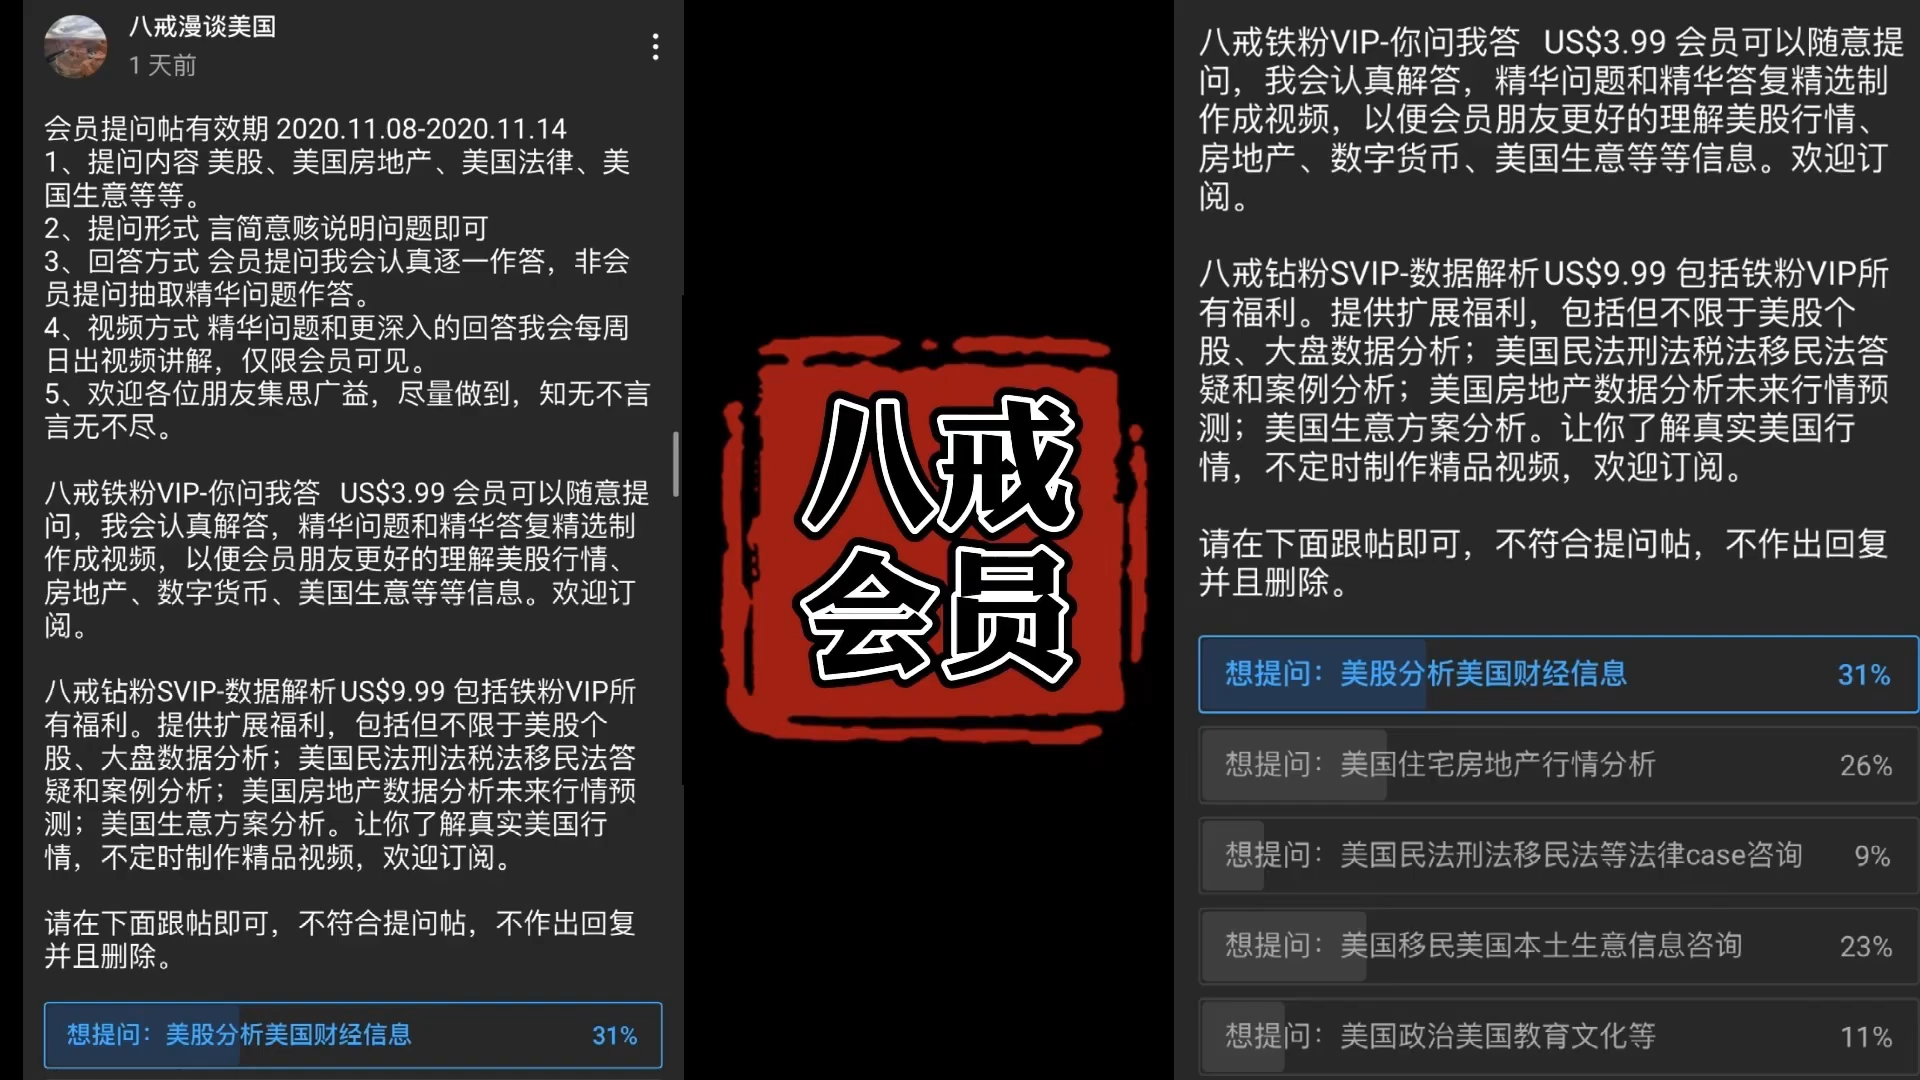 八戒漫谈美国
1 天前
会员提问帖有效期 2020.11.08-2020.11.14
1、提问内容 美股、美国房地产、美国法律、美
国生意等等。
2、提问形式 言简意赅说明问题即可
3、回答方式 会员提问我会认真逐一作答，非会
员提问抽取精华问题作答。
4、视频方式 精华问题和更深入的回答我会每周
日出视频讲解，仅限会员可见。
5、欢迎各位朋友集思广益，尽量做到，知无不言
言无不尽。
八戒铁粉VIP-你问我答 US$3.99 会员可以随意提
问，我会认真解答，精华问题和精华答复精选制
作成视频，以便会员朋友更好的理解美股行情、
房地产、数字货币、美国生意等等信息。欢迎订
阅。
八戒钻粉SVIP-数据解析US$9.99 包括铁粉VIP所
有福利。提供扩展福利，包括但不限于美股个
股、大盘数据分析；美国民法刑法税法移民法答
疑和案例分析；美国房地产数据分析未来行情预
测；美国生意方案分析。让你了解真实美国行
情，不定时制作精品视频，欢迎订阅。
请在下面跟帖即可，不符合提问帖，不作出回复
并且删除。
想提问：美股分析美国财经信息 31%
八戒
会员
八戒铁粉VIP-你问我答 US$3.99 会员可以随意提
问，我会认真解答，精华问题和精华答复精选制
作成视频，以便会员朋友更好的理解美股行情、
房地产、数字货币、美国生意等等信息。欢迎订
阅。
八戒钻粉SVIP-数据解析US$9.99 包括铁粉VIP所
有福利。提供扩展福利，包括但不限于美股个
股、大盘数据分析；美国民法刑法税法移民法答
疑和案例分析；美国房地产数据分析未来行情预
测；美国生意方案分析。让你了解真实美国行
情，不定时制作精品视频，欢迎订阅。
请在下面跟帖即可，不符合提问帖，不作出回复
并且删除。
想提问：美股分析美国财经信息 31%
想提问：美国住宅房地产行情分析 26%
想提问：美国民法刑法移民法等法律case咨询 9%
想提问：美国移民美国本土生意信息咨询 23%
想提问：美国政治美国教育文化等 11%